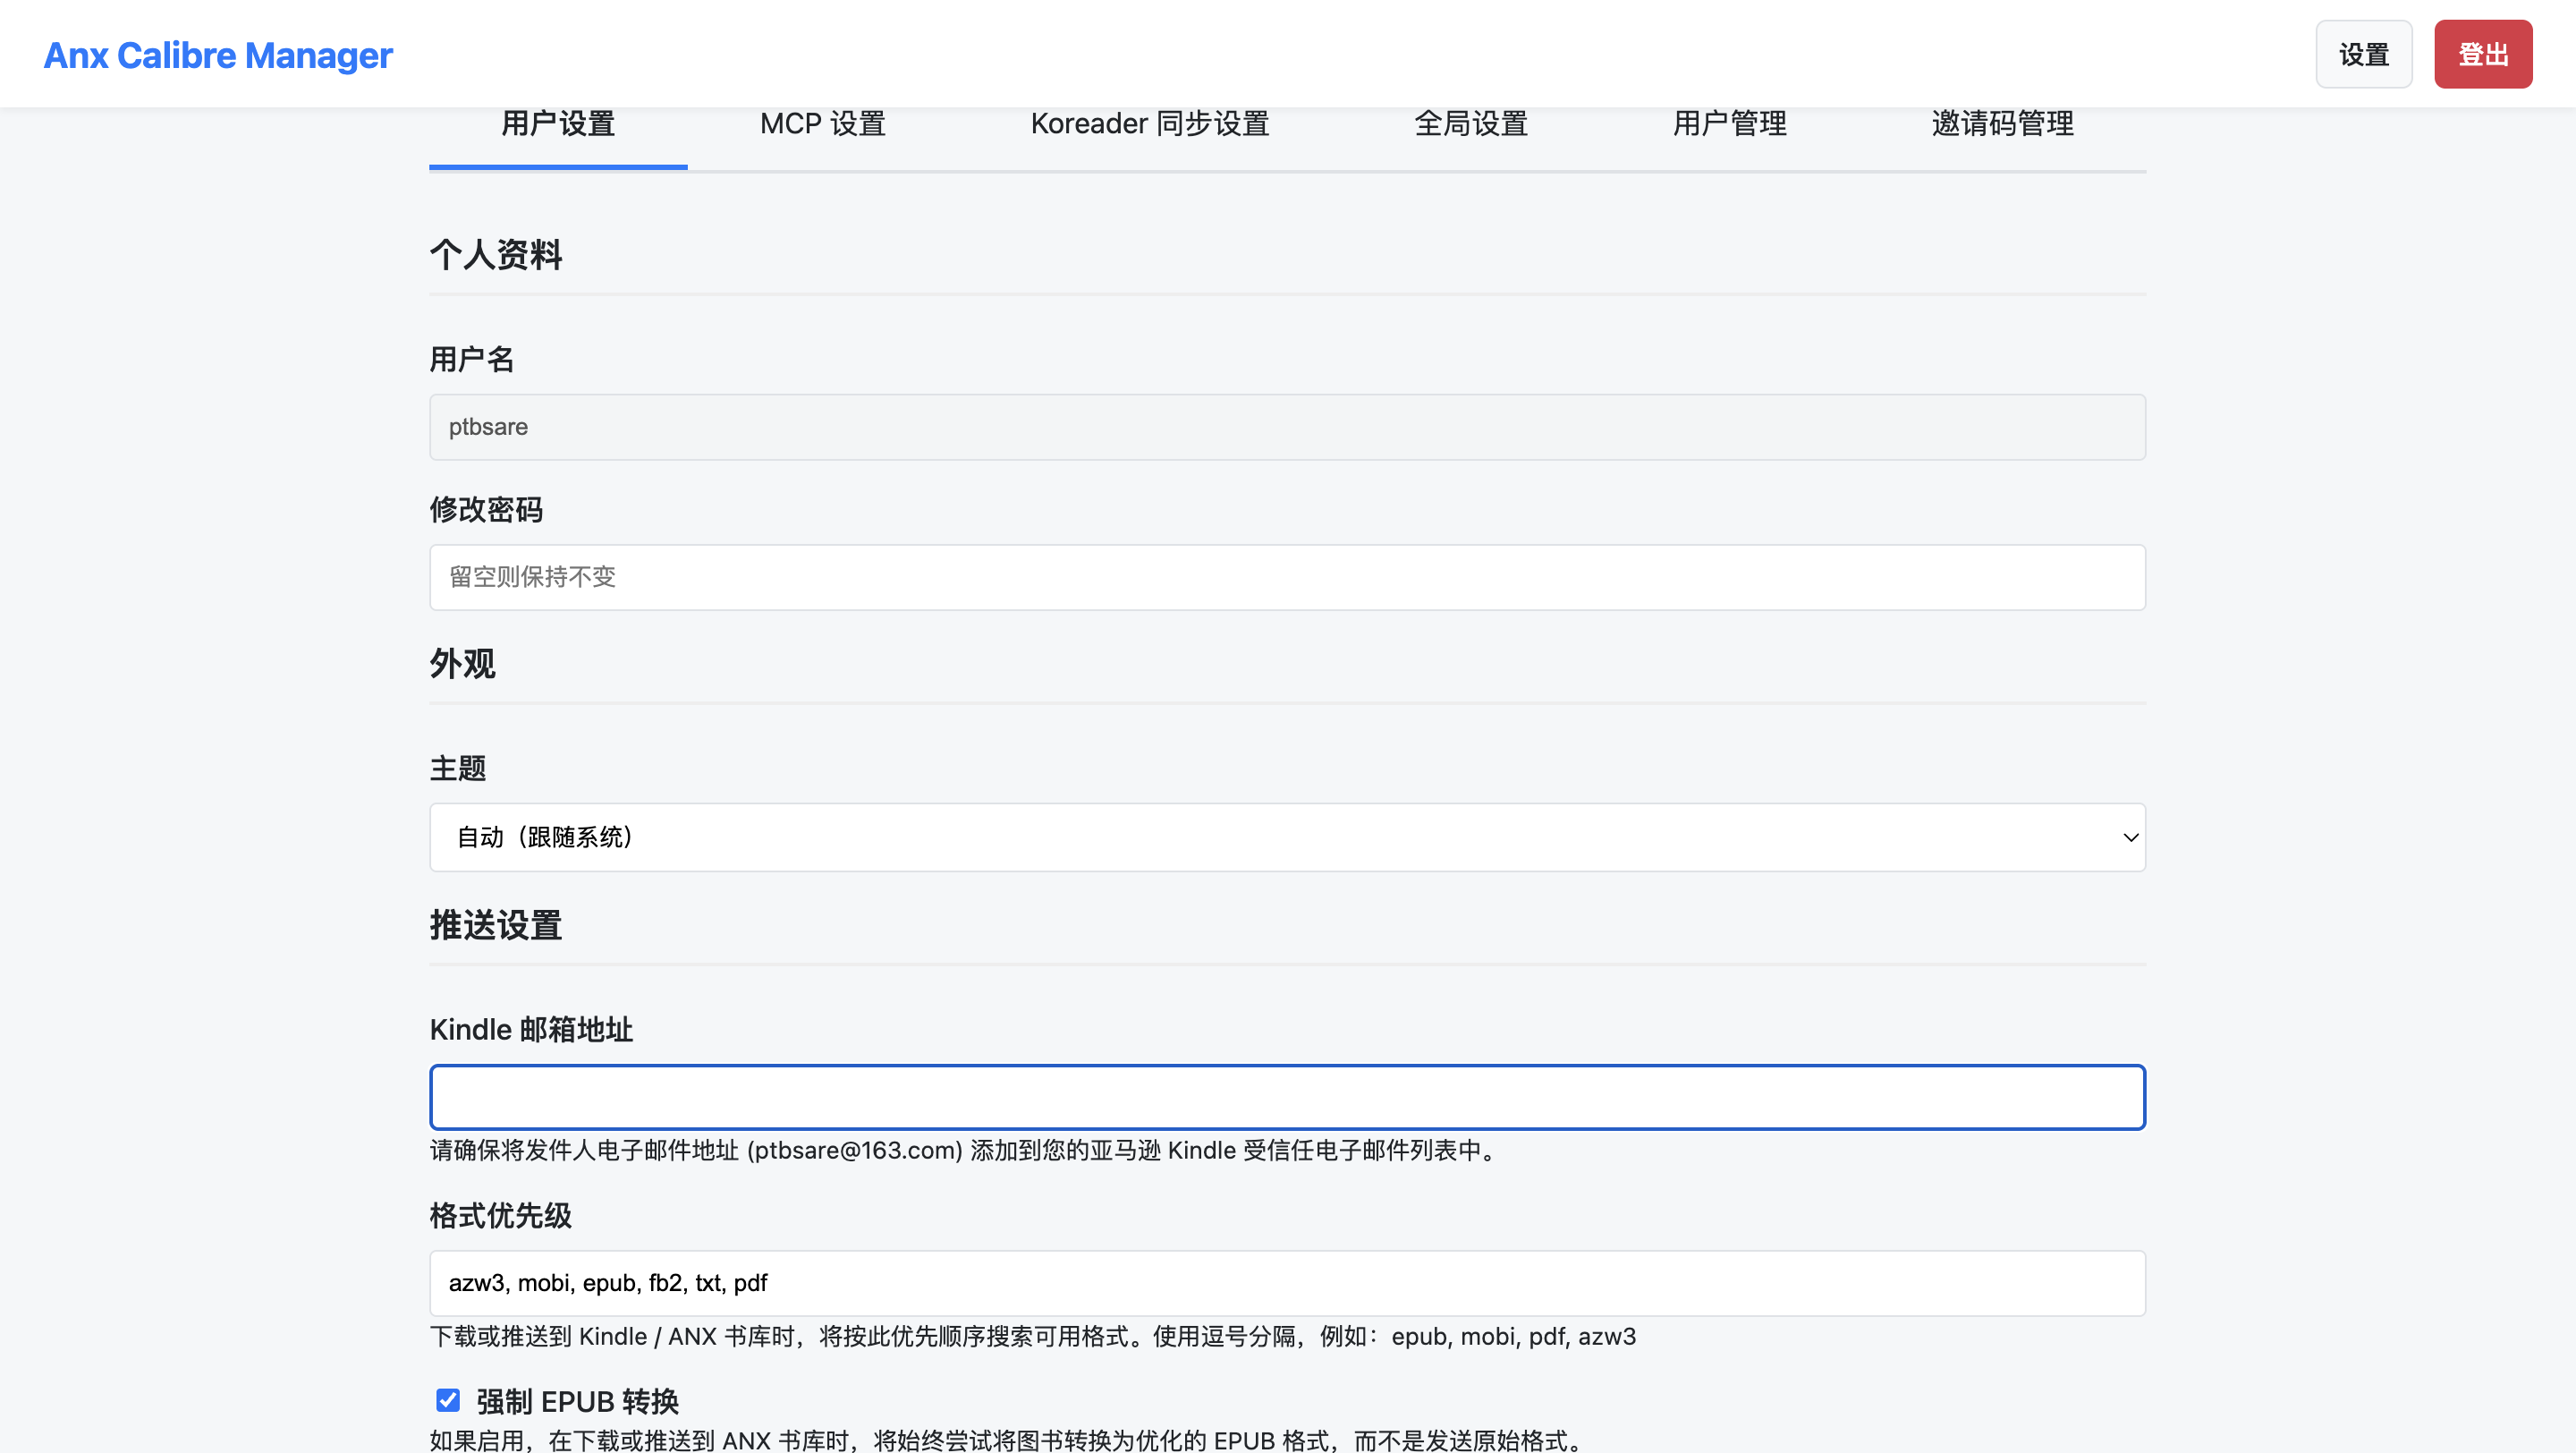 Anx Calibre Manager
设置
登出
用户设置
MCP 设置
Koreader 同步设置
全局设置
用户管理
邀请码管理
个人资料
用户名
ptbsare
修改密码
留空则保持不变
外观
主题
自动（跟随系统）
推送设置
Kindle 邮箱地址
请确保将发件人电子邮件地址 (ptbsare@163.com) 添加到您的亚马逊 Kindle 受信任电子邮件列表中。
格式优先级
azw3, mobi, epub, fb2, txt, pdf
下载或推送到 Kindle / ANX 书库时，将按此优先顺序搜索可用格式。使用逗号分隔，例如：epub, mobi, pdf, azw3
强制 EPUB 转换
如果启用，在下载或推送到 ANX 书库时，将始终尝试将图书转换为优化的 EPUB 格式，而不是发送原始格式。